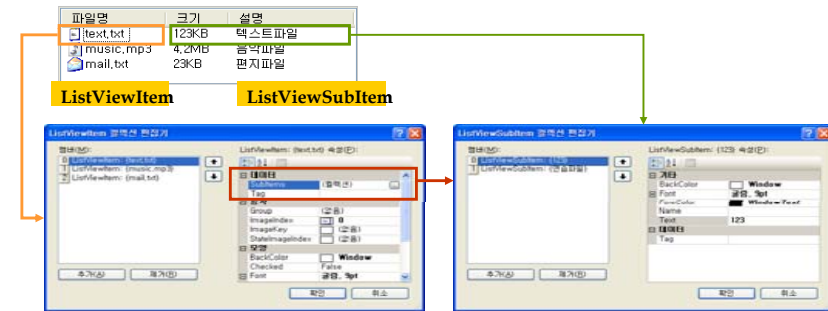 파일명 크기 설명
text.txt 123KB 텍스트파일
music.mp3 4.2MB 음악파일
mail.txt 23KB 편지파일
ListViewItem ListViewSubItem
ListViewItem 컬렉션 편집기
멤버(M):
0 ListViewItem: {text.txt}
1 ListViewItem: {music.mp3}
2 ListViewItem: {mail.txt}
추가(A) 제거(R)
ListViewItem: {text.txt} 속성(P):
데이터
SubItems (컬렉션)
Tag
Group (없음)
ImageIndex 0
ImageKey (없음)
StateImageIndex (없음)
모양
BackColor Window
Checked False
Font 굴림, 9pt
확인 취소
ListViewSubItem 컬렉션 편집기
멤버(M):
0 ListViewSubItem: {123}
1 ListViewSubItem:
추가(A) 제거(R)
ListViewSubItem: {123} 속성(P):
기타
BackColor Window
Font 굴림, 9pt
ForeColor WindowText
Name
Text 123
데이터
Tag
확인 취소